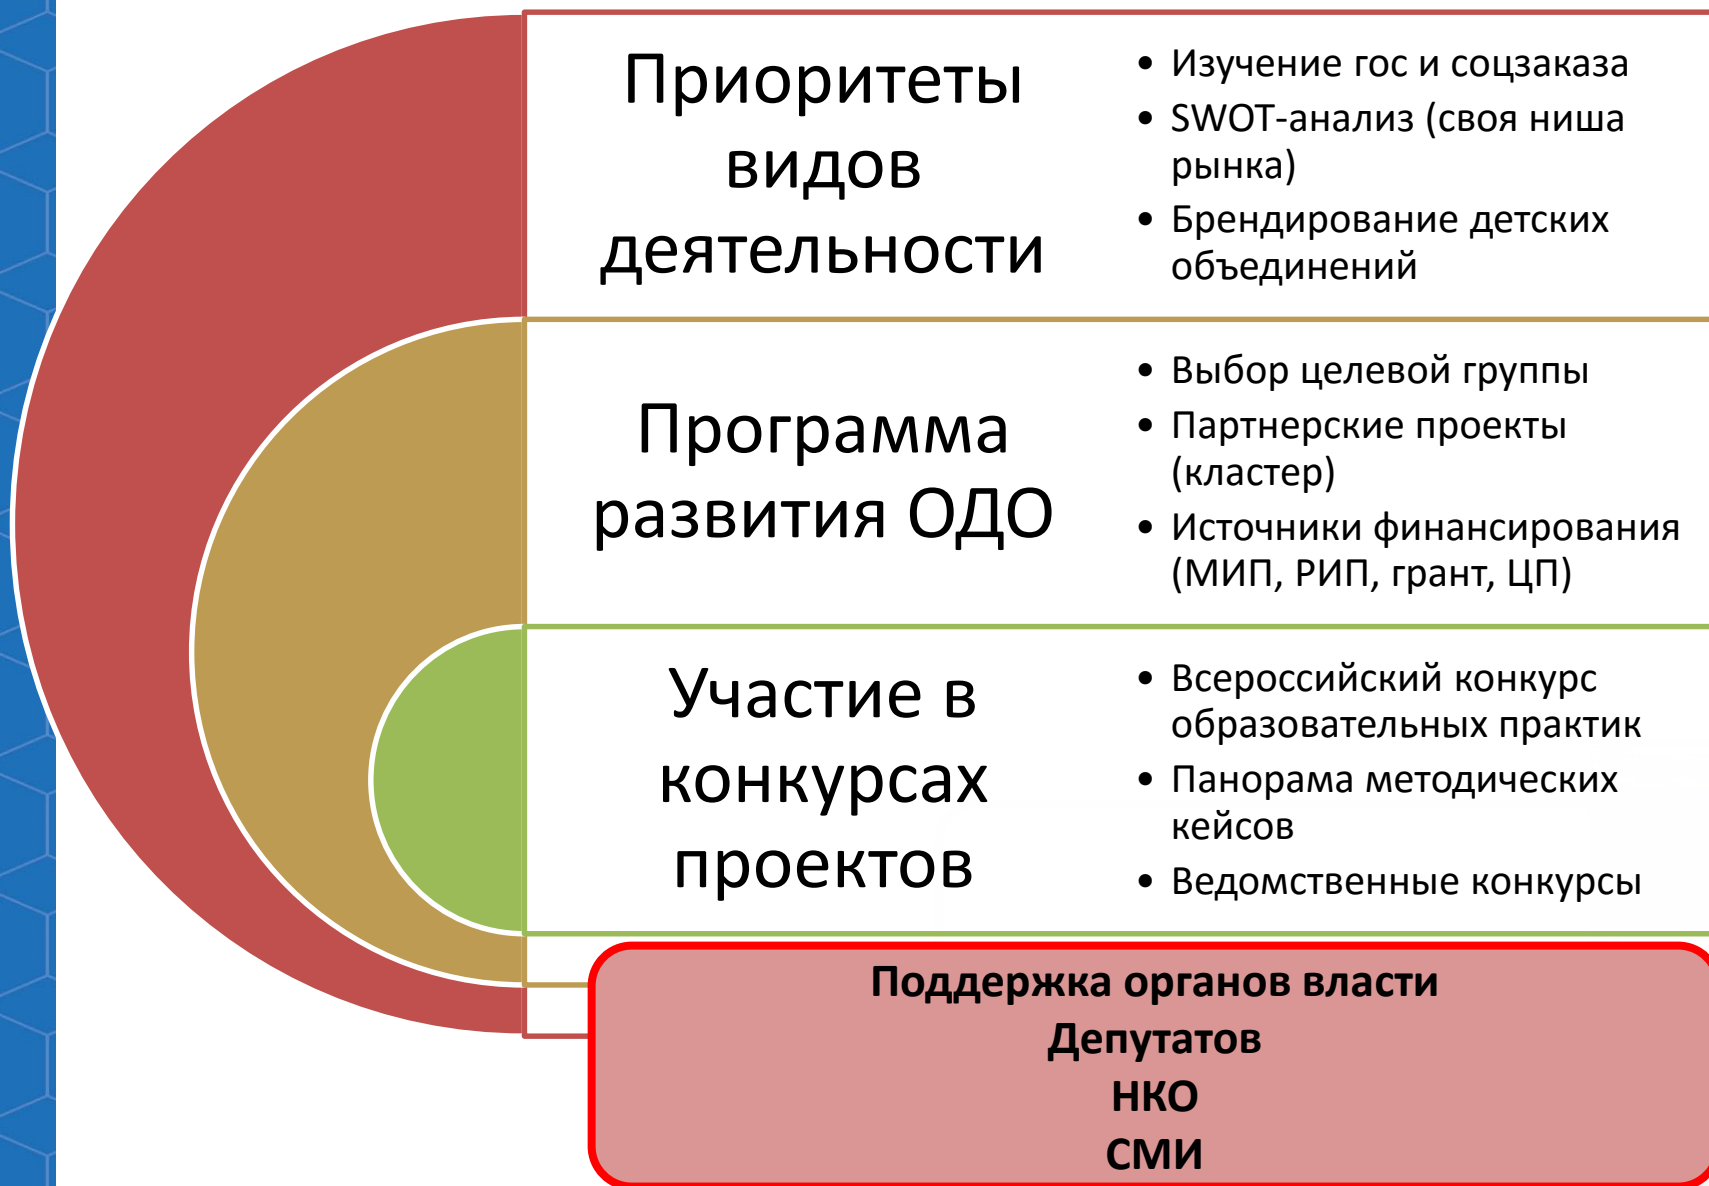 Приоритеты
видов
деятельности
• Изучение гос и соцзаказа
• SWOT-анализ (своя ниша
рынка)
• Брендирование детских
объединений
Программа
развития ОДО
• Выбор целевой группы
• Партнерские проекты
(кластер)
• Источники финансирования
(МИП, РИП, грант, ЦП)
Участие в
конкурсах
проектов
• Всероссийский конкурс
образовательных практик
• Панорама методических
кейсов
• Ведомственные конкурсы
Поддержка органов власти
Депутатов
НКО
СМИ